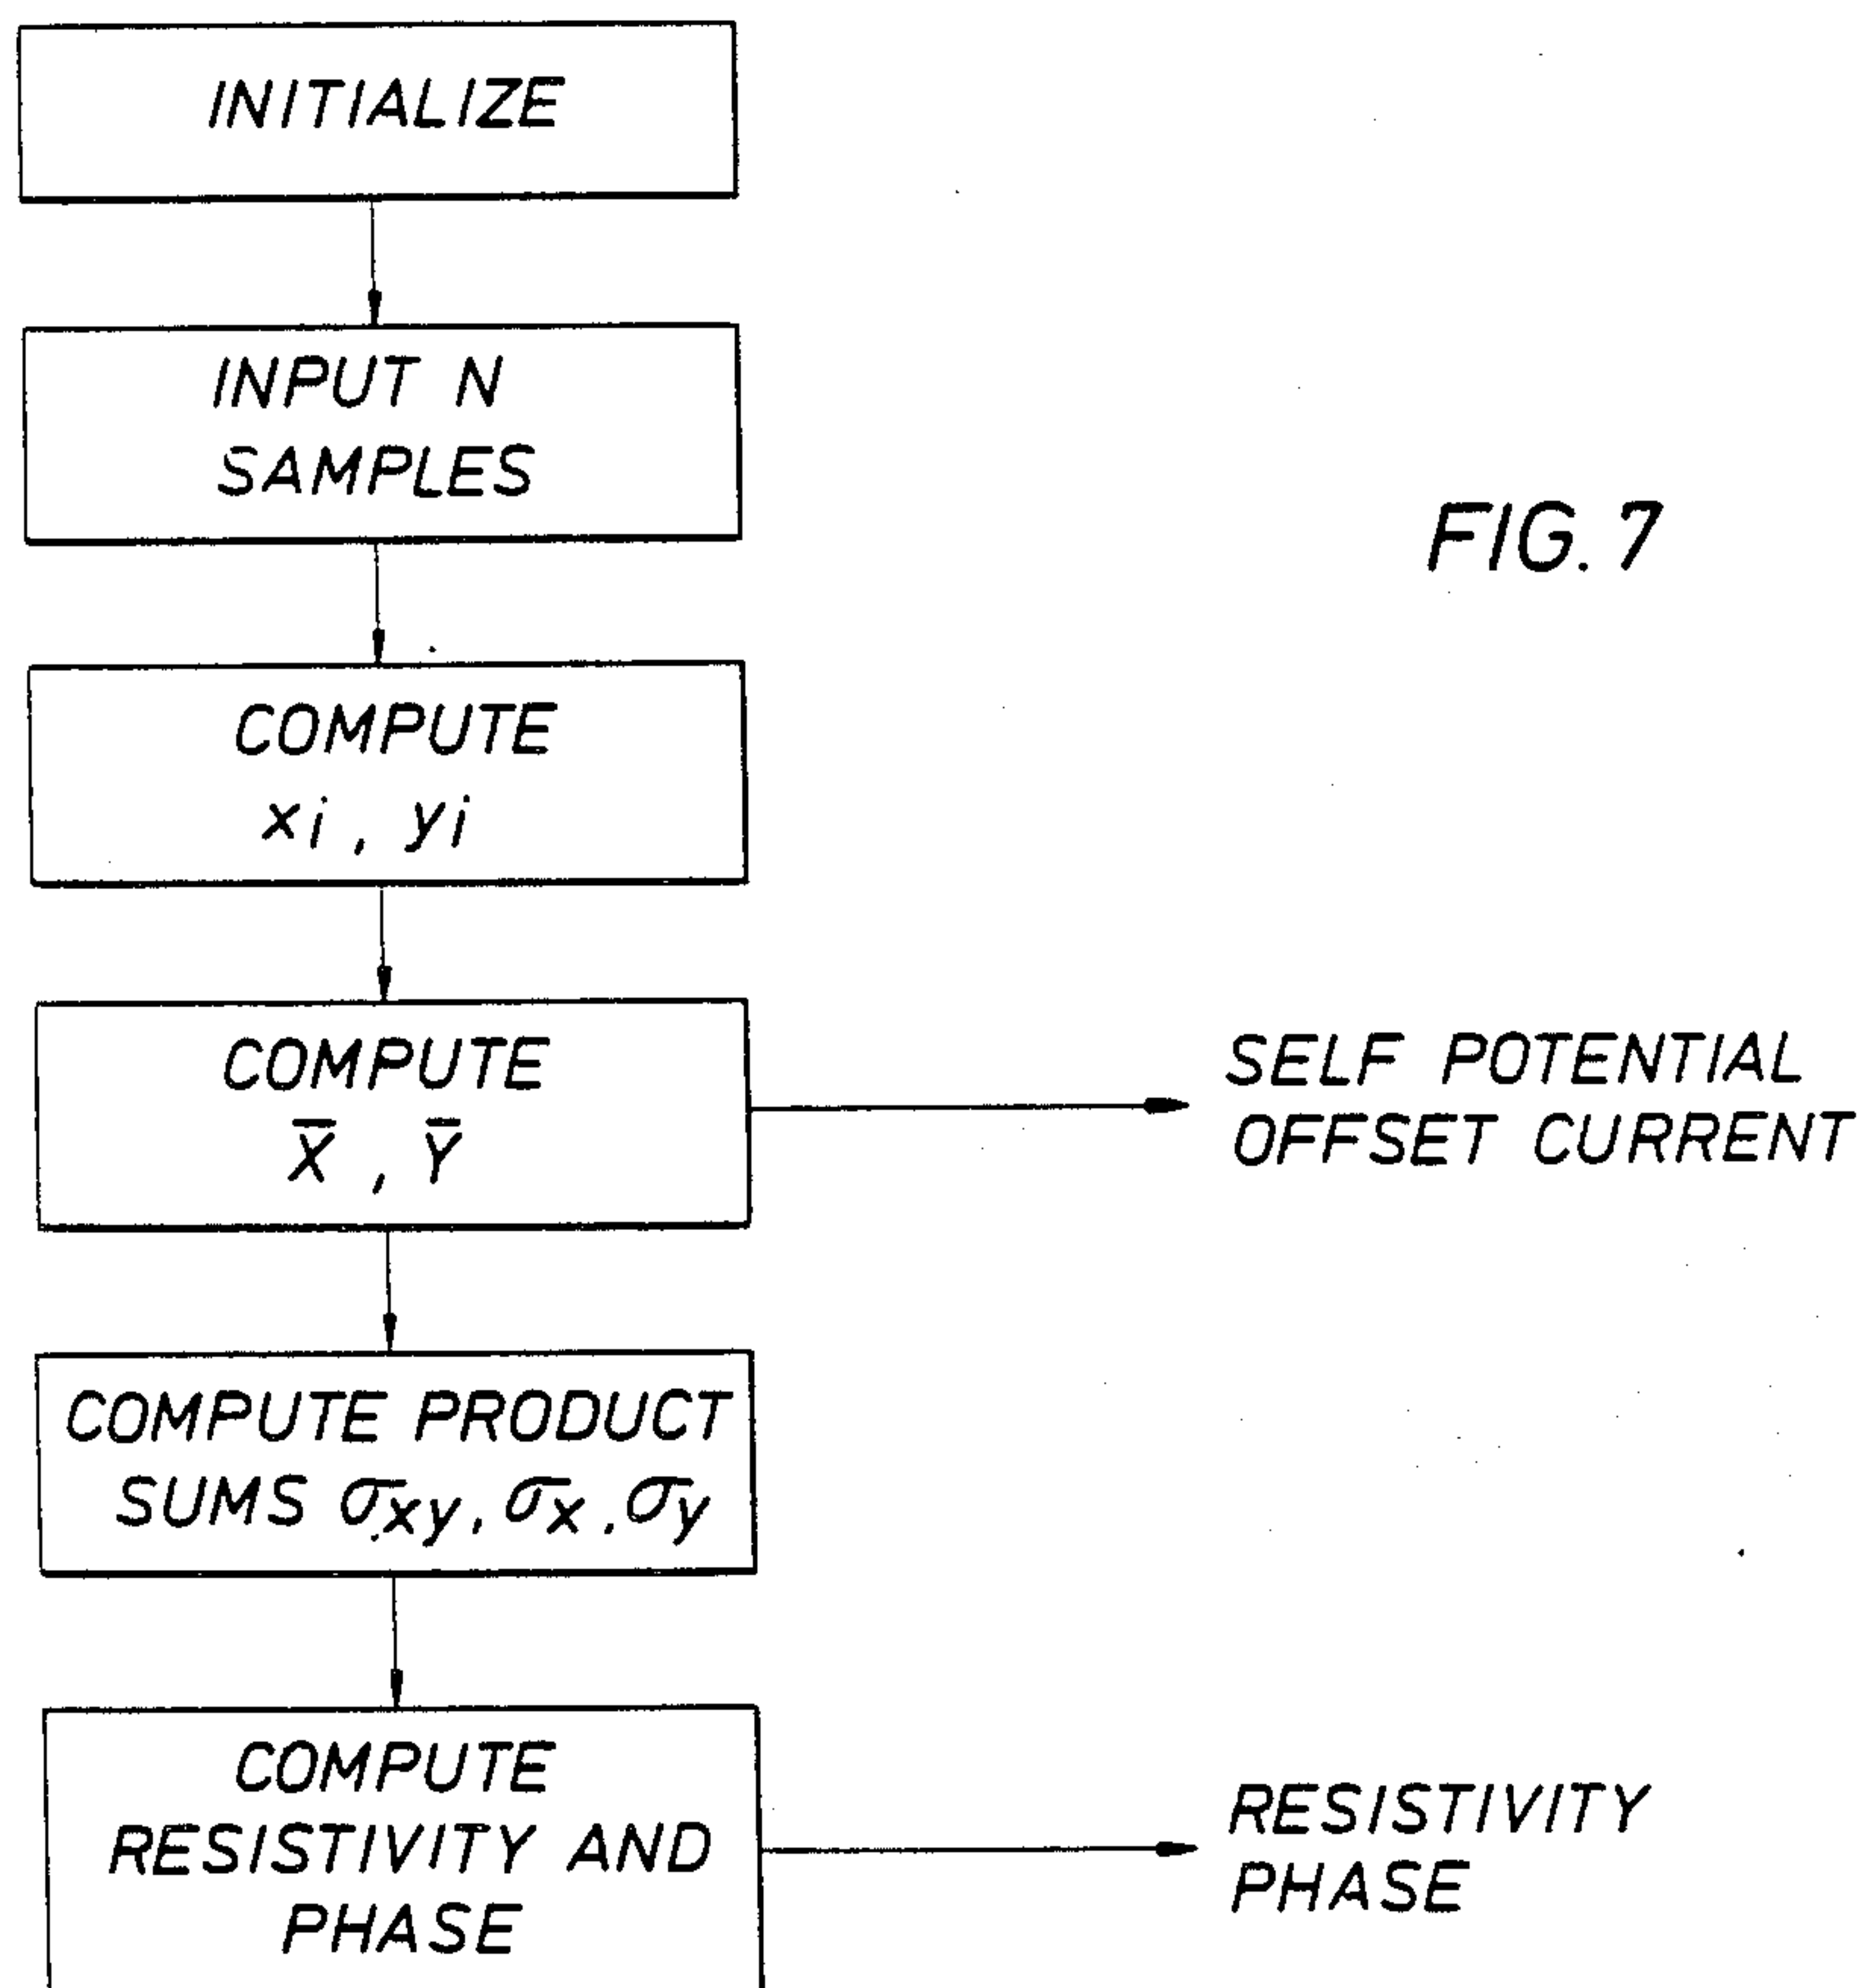 INITIALIZE
INPUT N
SAMPLES
FIG. 7
COMPUTE
xi, yi
COMPUTE
X̅, Y̅
SELF POTENTIAL
OFFSET CURRENT
COMPUTE PRODUCT
SUMS σxy, σx, σy
COMPUTE
RESISTIVITY AND
PHASE
RESISTIVITY
PHASE